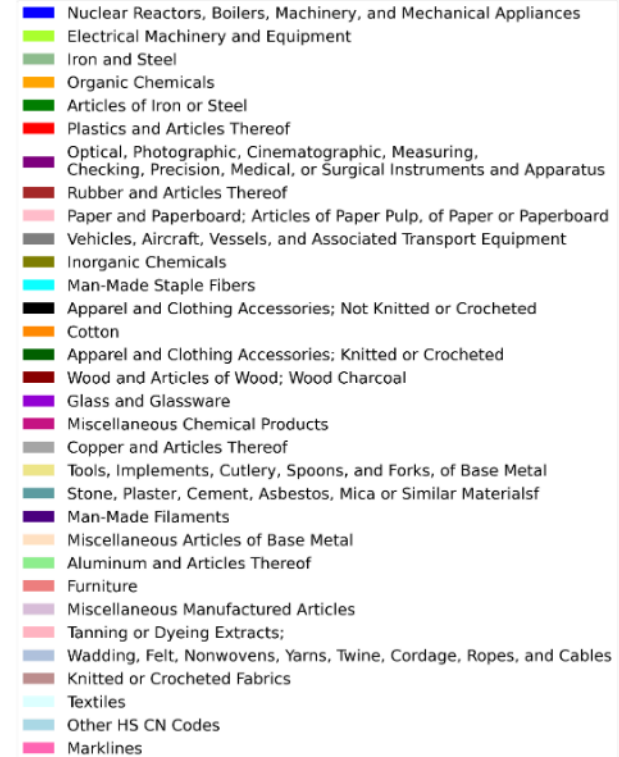 Nuclear Reactors, Boilers, Machinery, and Mechanical Appliances
Electrical Machinery and Equipment
Iron and Steel
Organic Chemicals
Articles of Iron or Steel
Plastics and Articles Thereof
Optical, Photographic, Cinematographic, Measuring,
Checking, Precision, Medical, or Surgical Instruments and Apparatus
Rubber and Articles Thereof
Paper and Paperboard; Articles of Paper Pulp, of Paper or Paperboard
Vehicles, Aircraft, Vessels, and Associated Transport Equipment
Inorganic Chemicals
Man-Made Staple Fibers
Apparel and Clothing Accessories; Not Knitted or Crocheted
Cotton
Apparel and Clothing Accessories; Knitted or Crocheted
Wood and Articles of Wood; Wood Charcoal
Glass and Glassware
Miscellaneous Chemical Products
Copper and Articles Thereof
Tools, Implements, Cutlery, Spoons, and Forks, of Base Metal
Stone, Plaster, Cement, Asbestos, Mica or Similar Materialsf
Man-Made Filaments
Miscellaneous Articles of Base Metal
Aluminum and Articles Thereof
Furniture
Miscellaneous Manufactured Articles
Tanning or Dyeing Extracts;
Wadding, Felt, Nonwovens, Yarns, Twine, Cordage, Ropes, and Cables
Knitted or Crocheted Fabrics
Textiles
Other HS CN Codes
Marklines